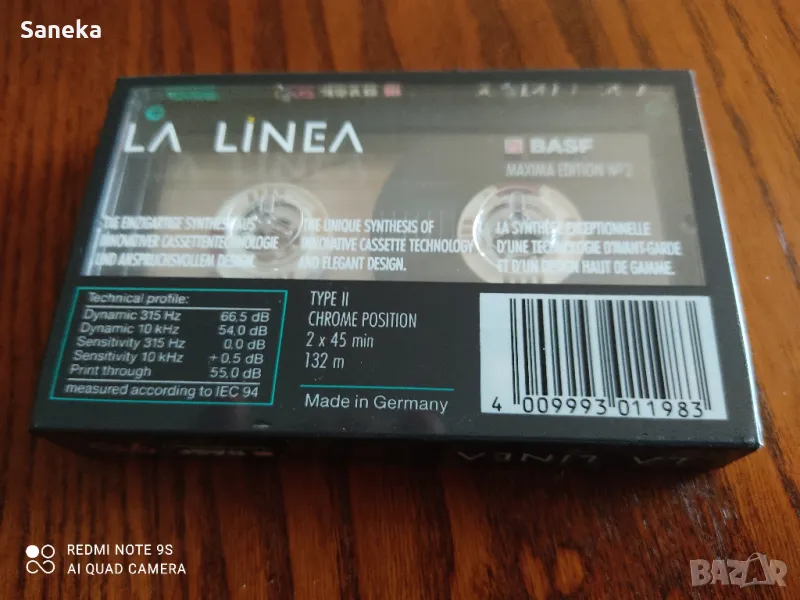 Saneka
LA LINEA
BASF
MAXIMA EDITION Nº2
DIE EINZIGARTIGE SYNTHESE AUS
INNOVATIVER CASSETTENTECHNOLOGIE
UND ANSPRUCHSVOLLEM DESIGN.
THE UNIQUE SYNTHESIS OF
INNOVATIVE CASSETTE TECHNOLOGY
AND ELEGANT DESIGN.
LA SYNTHÈSE EXCEPTIONNELLE
D'UNE TECHNOLOGIE D'AVANT-GARDE
ET D'UN DESIGN HAUT DE GAMME.
Technical profile:
Dynamic 315 Hz 66,5 dB
Dynamic 10 kHz 54,0 dB
Sensitivity 315 Hz 0,0 dB
Sensitivity 10 kHz +0,5 dB
Print through 55,0 dB
measured according to IEC 94
TYPE II
CHROME POSITION
2 x 45 min
132 m
Made in Germany
4 009993 011983
LA LINEA
REDMI NOTE 9S
AI QUAD CAMERA
BAZAR